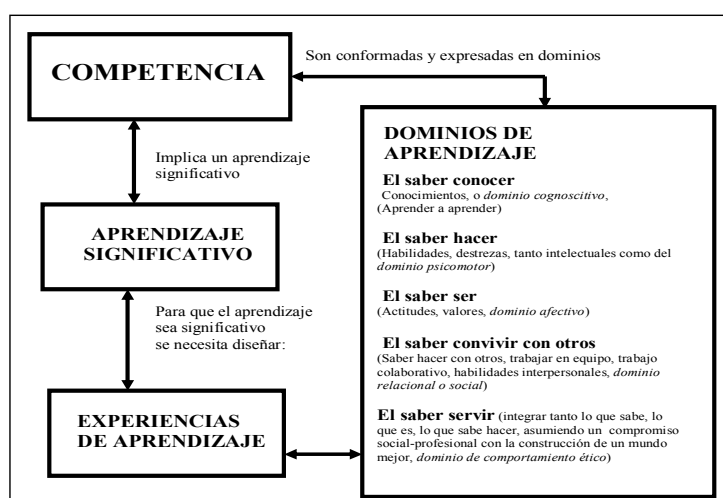 COMPETENCIA
Son conformadas y expresadas en dominios
Implica un aprendizaje
significativo
APRENDIZAJE
SIGNIFICATIVO
Para que el aprendizaje
sea significativo
se necesita diseñar:
EXPERIENCIAS
DE APRENDIZAJE
DOMINIOS DE
APRENDIZAJE
El saber conocer
Conocimientos, o dominio cognoscitivo,
(Aprender a aprender)
El saber hacer
(Habilidades, destrezas, tanto intelectuales como del
dominio psicomotor)
El saber ser
(Actitudes, valores, dominio afectivo)
El saber convivir con otros
(Saber hacer con otros, trabajar en equipo, trabajo
colaborativo, habilidades interpersonales, dominio
relacional o social)
El saber servir (integrar tanto lo que sabe, lo
que es, lo que sabe hacer, asumiendo un compromiso
social-profesional con la construcción de un mundo
mejor, dominio de comportamiento ético)